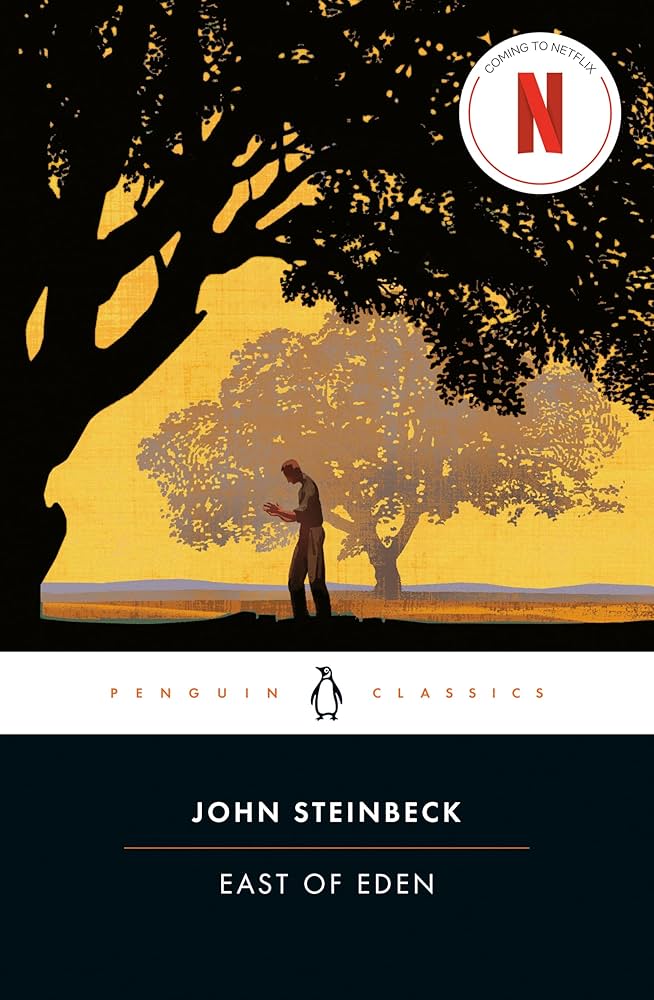 COMING TO NETFLIX
N
PENGUIN CLASSICS
JOHN STEINBECK
EAST OF EDEN